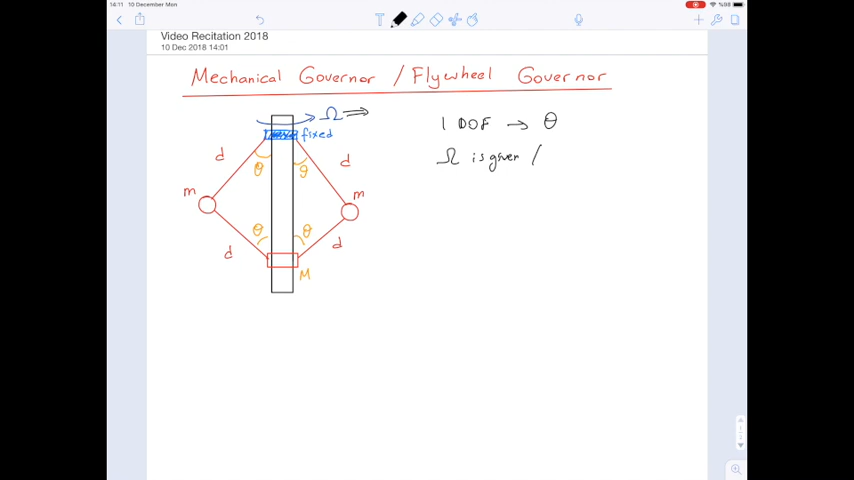 14:11 10 December Mon
%98
Video Recitation 2018
10 Dec 2018 14:01
Mechanical Governor / Flywheel Governor
Ω ⇒
fixed
1 DOF → θ
Ω is given /
d
d
θ
θ
m
m
θ
θ
d
d
M